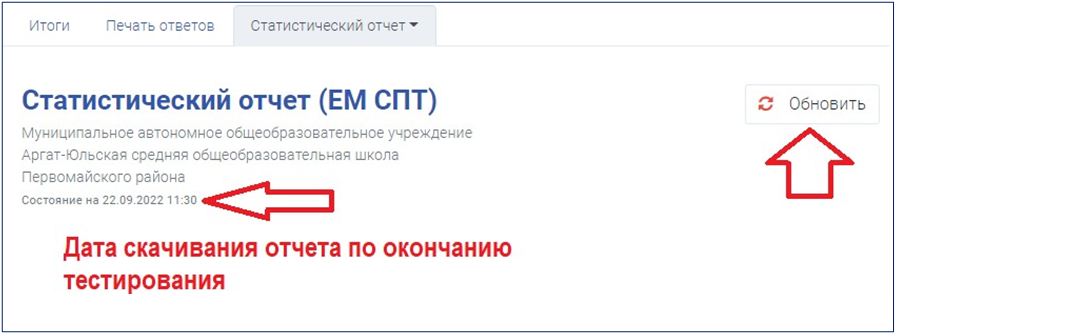 Итоги Печать ответов Статистический отчет
Статистический отчет (ЕМ СПТ)
Обновить
Муниципальное автономное общеобразовательное учреждение
Аргат-Юльская средняя общеобразовательная школа
Первомайского района
Состояние на 22.09.2022 11:30
Дата скачивания отчета по окончанию
тестирования